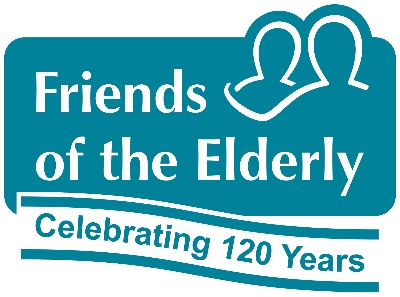 Friends
of the Elderly
Celebrating 120 Years